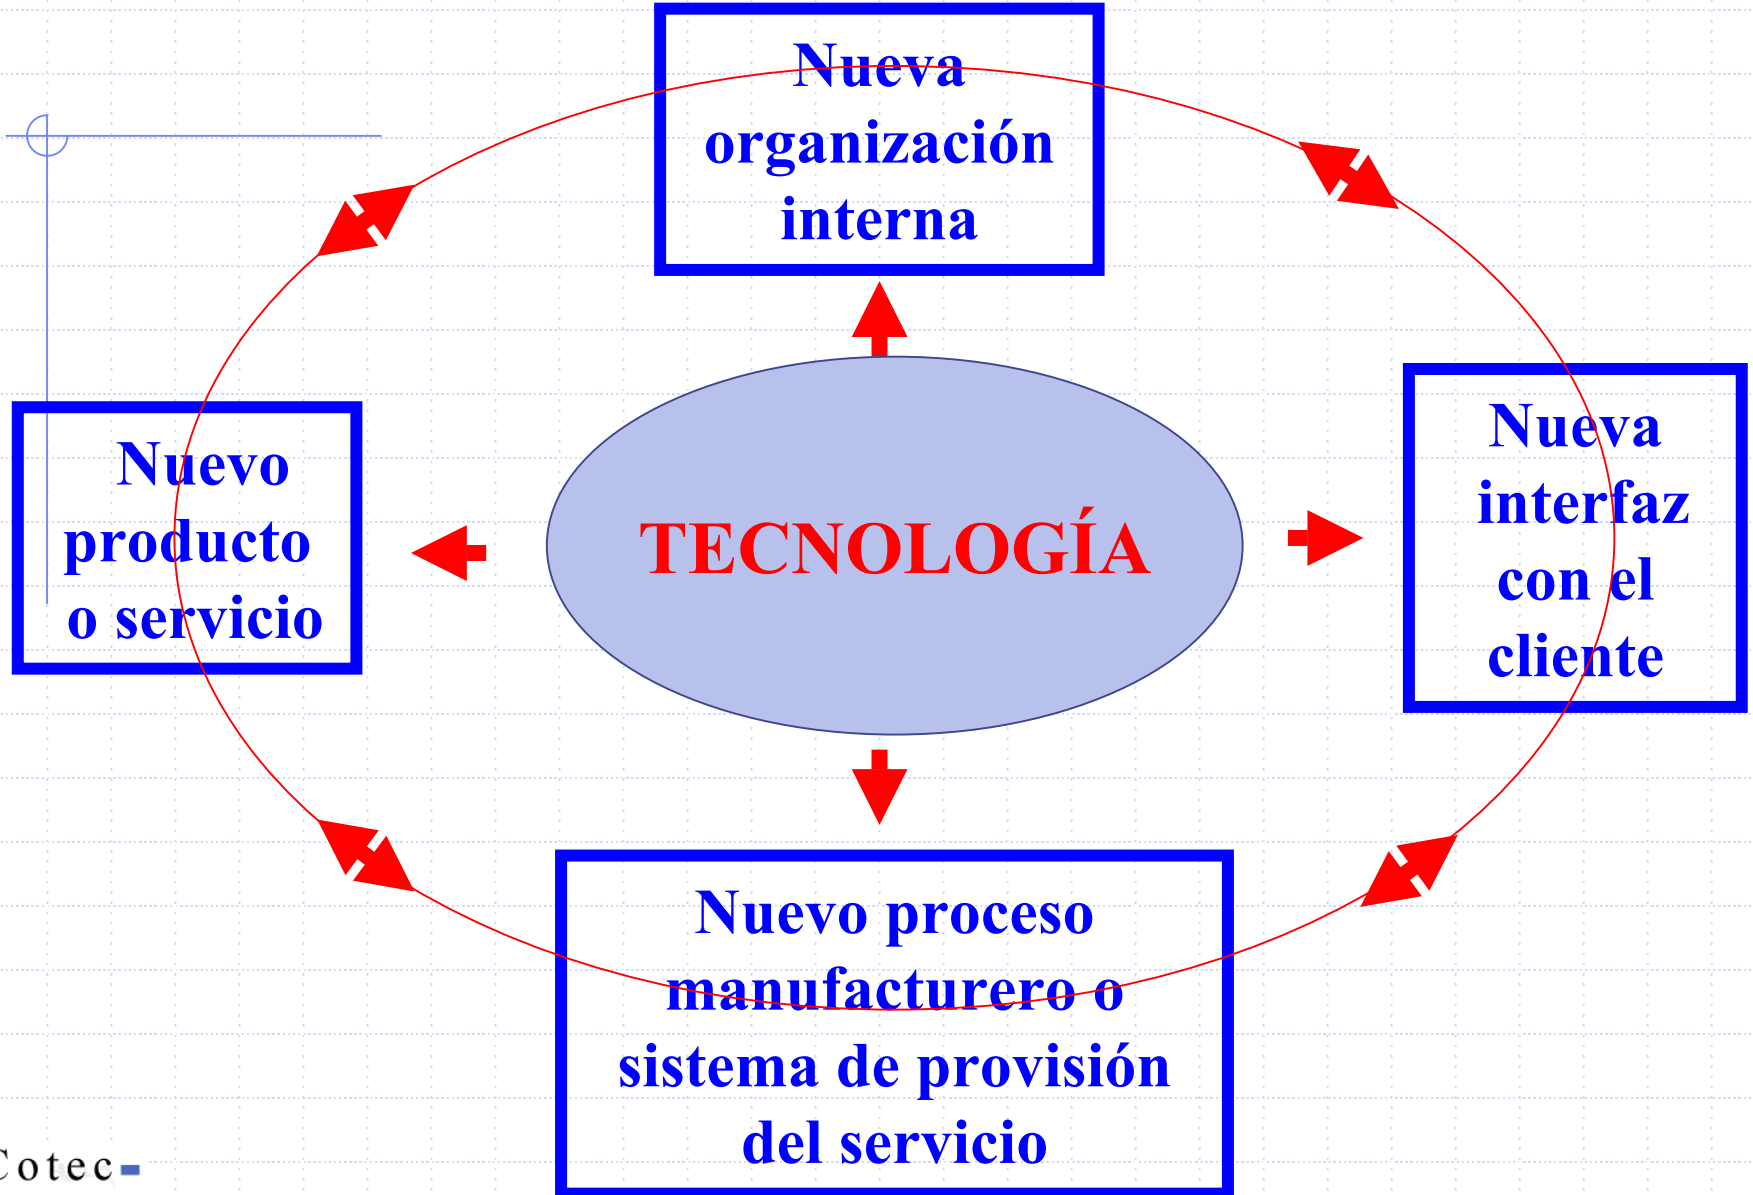 Nueva
organización
interna
Nuevo
producto
o servicio
TECNOLOGÍA
Nueva
interfaz
con el
cliente
Nuevo proceso
manufacturero o
sistema de provisión
del servicio
Cotec